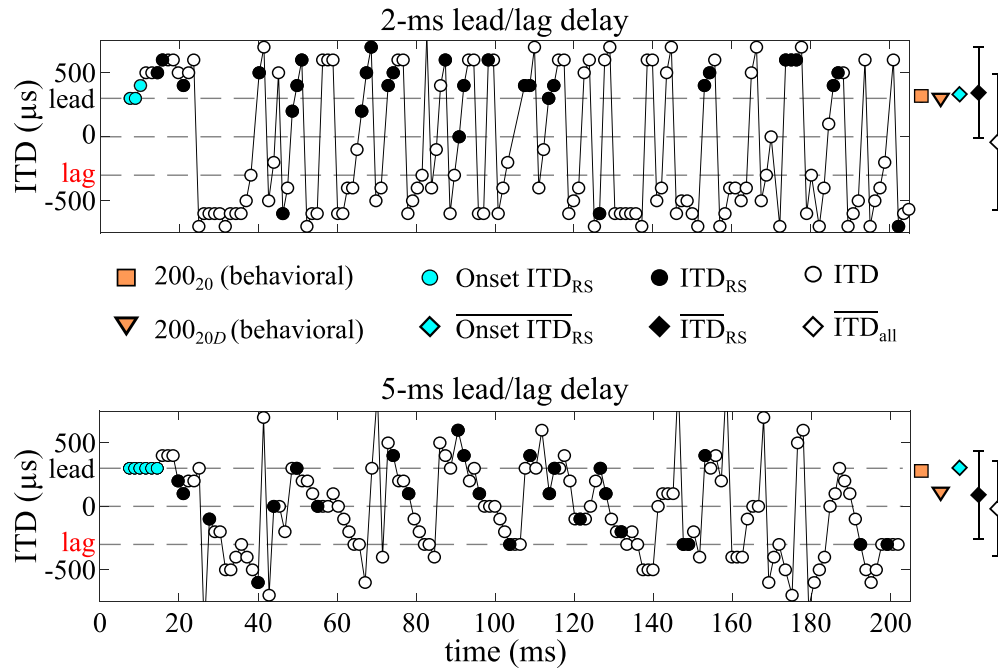 2-ms lead/lag delay
ITD (µs)
500
lead
0
lag
-500
200₂₀ (behavioral)
Onset ITD_RS
ITD_RS
ITD
200₂₀D (behavioral)
Onset ITD_RS
ITD_RS
ITD_all
5-ms lead/lag delay
ITD (µs)
500
lead
0
lag
-500
0 20 40 60 80 100 120 140 160 180 200
time (ms)